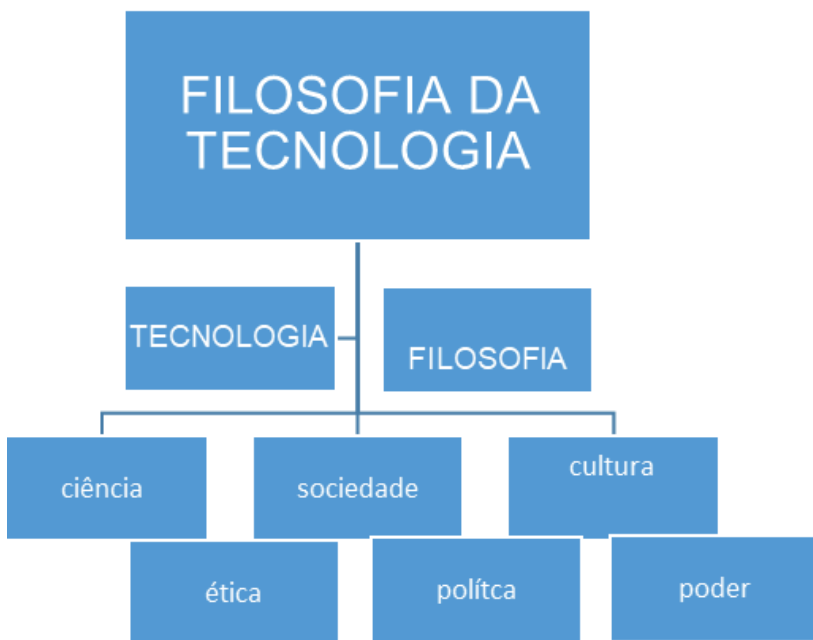 FILOSOFIA DA
TECNOLOGIA
TECNOLOGIA
FILOSOFIA
ciência
sociedade
cultura
ética
polítca
poder